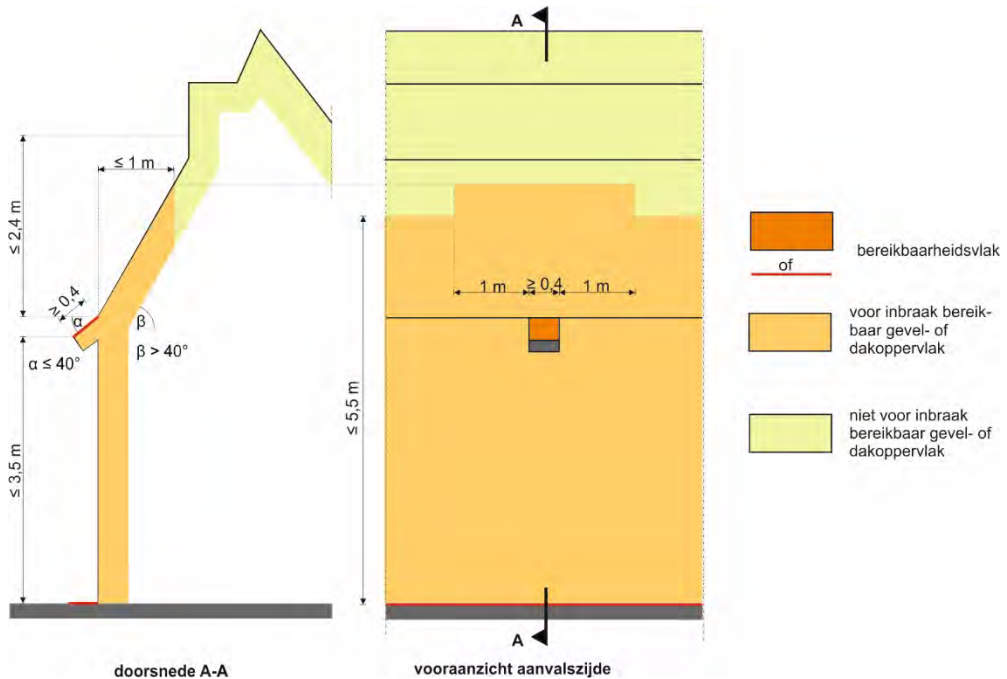 A
≤ 1 m
≤ 2,4 m
≥ 0,4
α
β
α ≤ 40°
β > 40°
≤ 3,5 m
1 m
≥ 0,4
1 m
≤ 5,5 m
A
bereikbaarheidsvlak
of
voor inbraak bereik-
baar gevel- of
dakoppervlak
niet voor inbraak
bereikbaar gevel- of
dakoppervlak
doorsnede A-A
vooraanzicht aanvalszijde